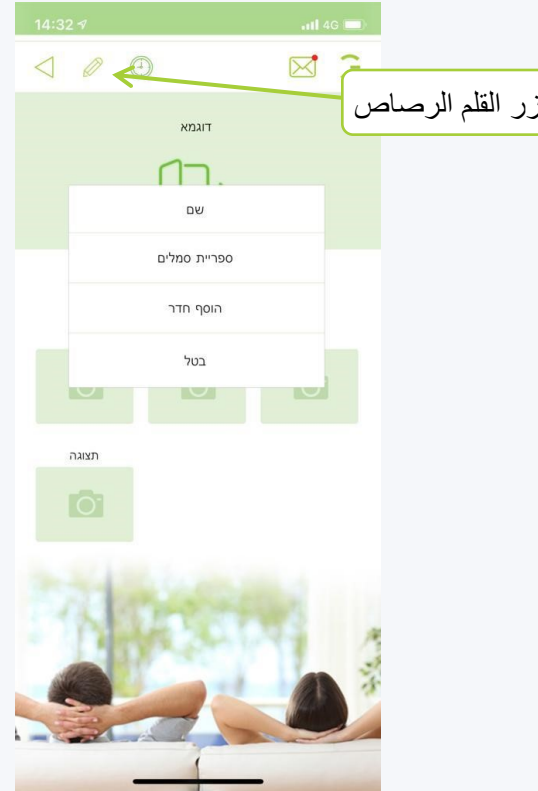 14:32
4G
زر القلم الرصاص
דוגמא
שם
ספריית סמלים
הוסף חדר
בטל
תצוגה